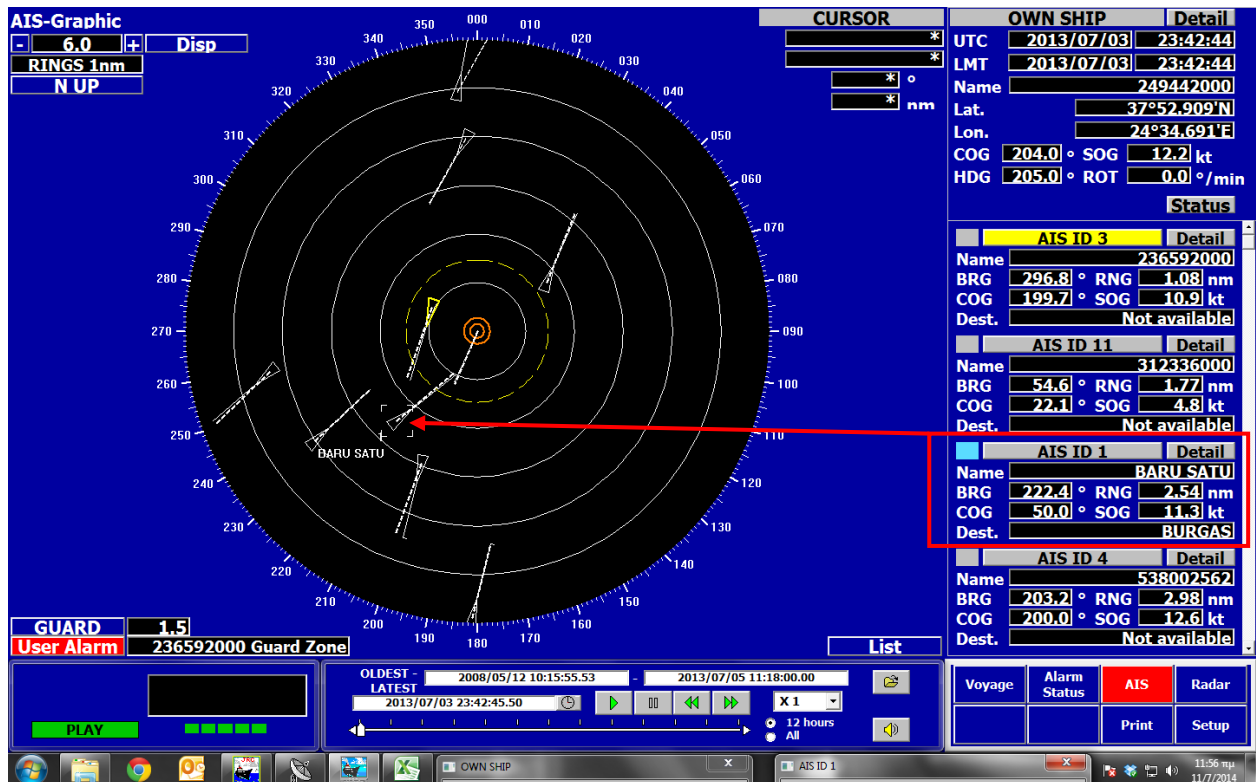 AIS-Graphic
- 6.0 + Disp
RINGS 1nm
N UP
CURSOR
*
*
* °
* nm
350 000 010
340 020
330 030
320 040
310 050
300 060
290 070
280 080
270 090
260 100
250 110
240 120
230 130
220 140
210 150
200 190 180 170 160
BARU SATU
GUARD 1.5
User Alarm 236592000 Guard Zone
List
OWN SHIP Detail
UTC 2013/07/03 23:42:44
LMT 2013/07/03 23:42:44
Name 249442000
Lat. 37°52.909'N
Lon. 24°34.691'E
COG 204.0 ° SOG 12.2 kt
HDG 205.0 ° ROT 0.0 °/min
Status
AIS ID 3 Detail
Name 236592000
BRG 296.8 ° RNG 1.08 nm
COG 199.7 ° SOG 10.9 kt
Dest. Not available
AIS ID 11 Detail
Name 312336000
BRG 54.6 ° RNG 1.77 nm
COG 22.1 ° SOG 4.8 kt
Dest. Not available
AIS ID 1 Detail
Name BARU SATU
BRG 222.4 ° RNG 2.54 nm
COG 50.0 ° SOG 11.3 kt
Dest. BURGAS
AIS ID 4 Detail
Name 538002562
BRG 203.2 ° RNG 2.98 nm
COG 200.0 ° SOG 12.6 kt
Dest. Not available
PLAY
OLDEST - LATEST 2008/05/12 10:15:55.53 - 2013/07/05 11:18:00.00
2013/07/03 23:42:45.50 X 1
12 hours
All
Voyage Alarm Status AIS Radar
Print Setup
OWN SHIP x
AIS ID 1 x
11:56 πμ
11/7/2014